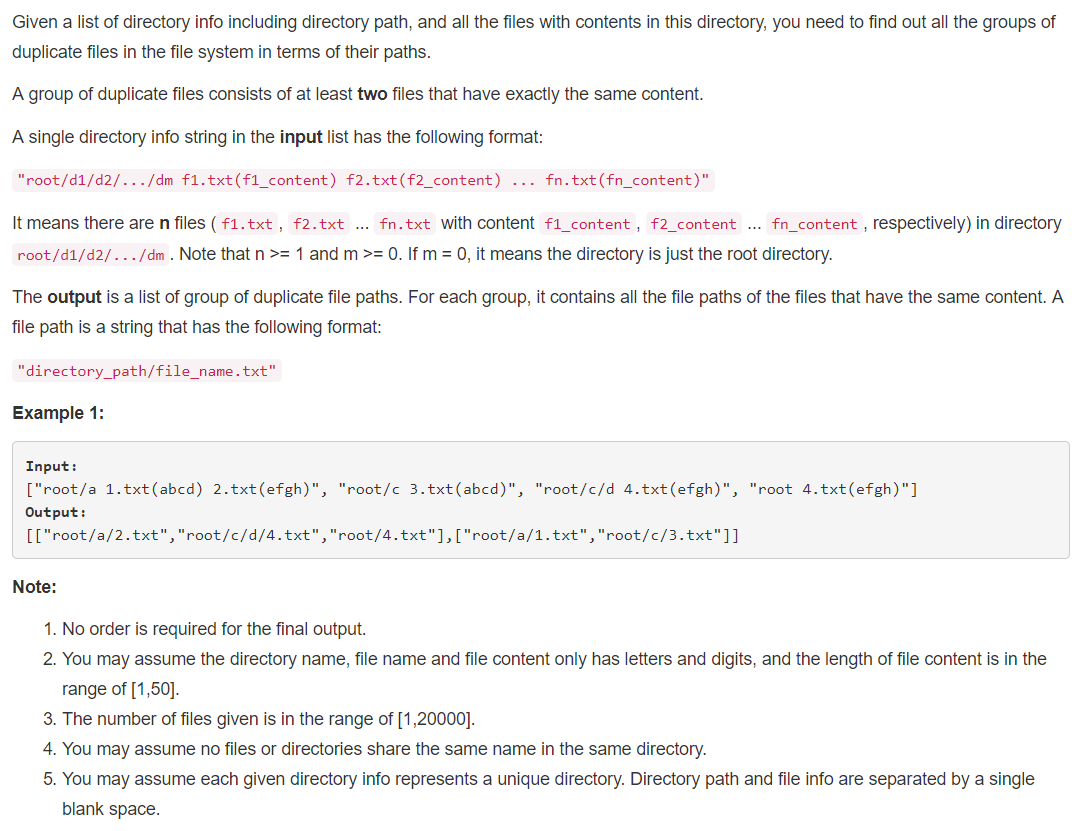 Given a list of directory info including directory path, and all the files with contents in this directory, you need to find out all the groups of
duplicate files in the file system in terms of their paths.
A group of duplicate files consists of at least two files that have exactly the same content.
A single directory info string in the input list has the following format:
"root/d1/d2/.../dm f1.txt(f1_content) f2.txt(f2_content) ... fn.txt(fn_content)"
It means there are n files ( f1.txt , f2.txt ... fn.txt with content f1_content , f2_content ... fn_content , respectively) in directory
root/d1/d2/.../dm . Note that n >= 1 and m >= 0. If m = 0, it means the directory is just the root directory.
The output is a list of group of duplicate file paths. For each group, it contains all the file paths of the files that have the same content. A
file path is a string that has the following format:
"directory_path/file_name.txt"
Example 1:
Input:
["root/a 1.txt(abcd) 2.txt(efgh)", "root/c 3.txt(abcd)", "root/c/d 4.txt(efgh)", "root 4.txt(efgh)"]
Output:
[["root/a/2.txt","root/c/d/4.txt","root/4.txt"],["root/a/1.txt","root/c/3.txt"]]
Note:
1. No order is required for the final output.
2. You may assume the directory name, file name and file content only has letters and digits, and the length of file content is in the
range of [1,50].
3. The number of files given is in the range of [1,20000].
4. You may assume no files or directories share the same name in the same directory.
5. You may assume each given directory info represents a unique directory. Directory path and file info are separated by a single
blank space.